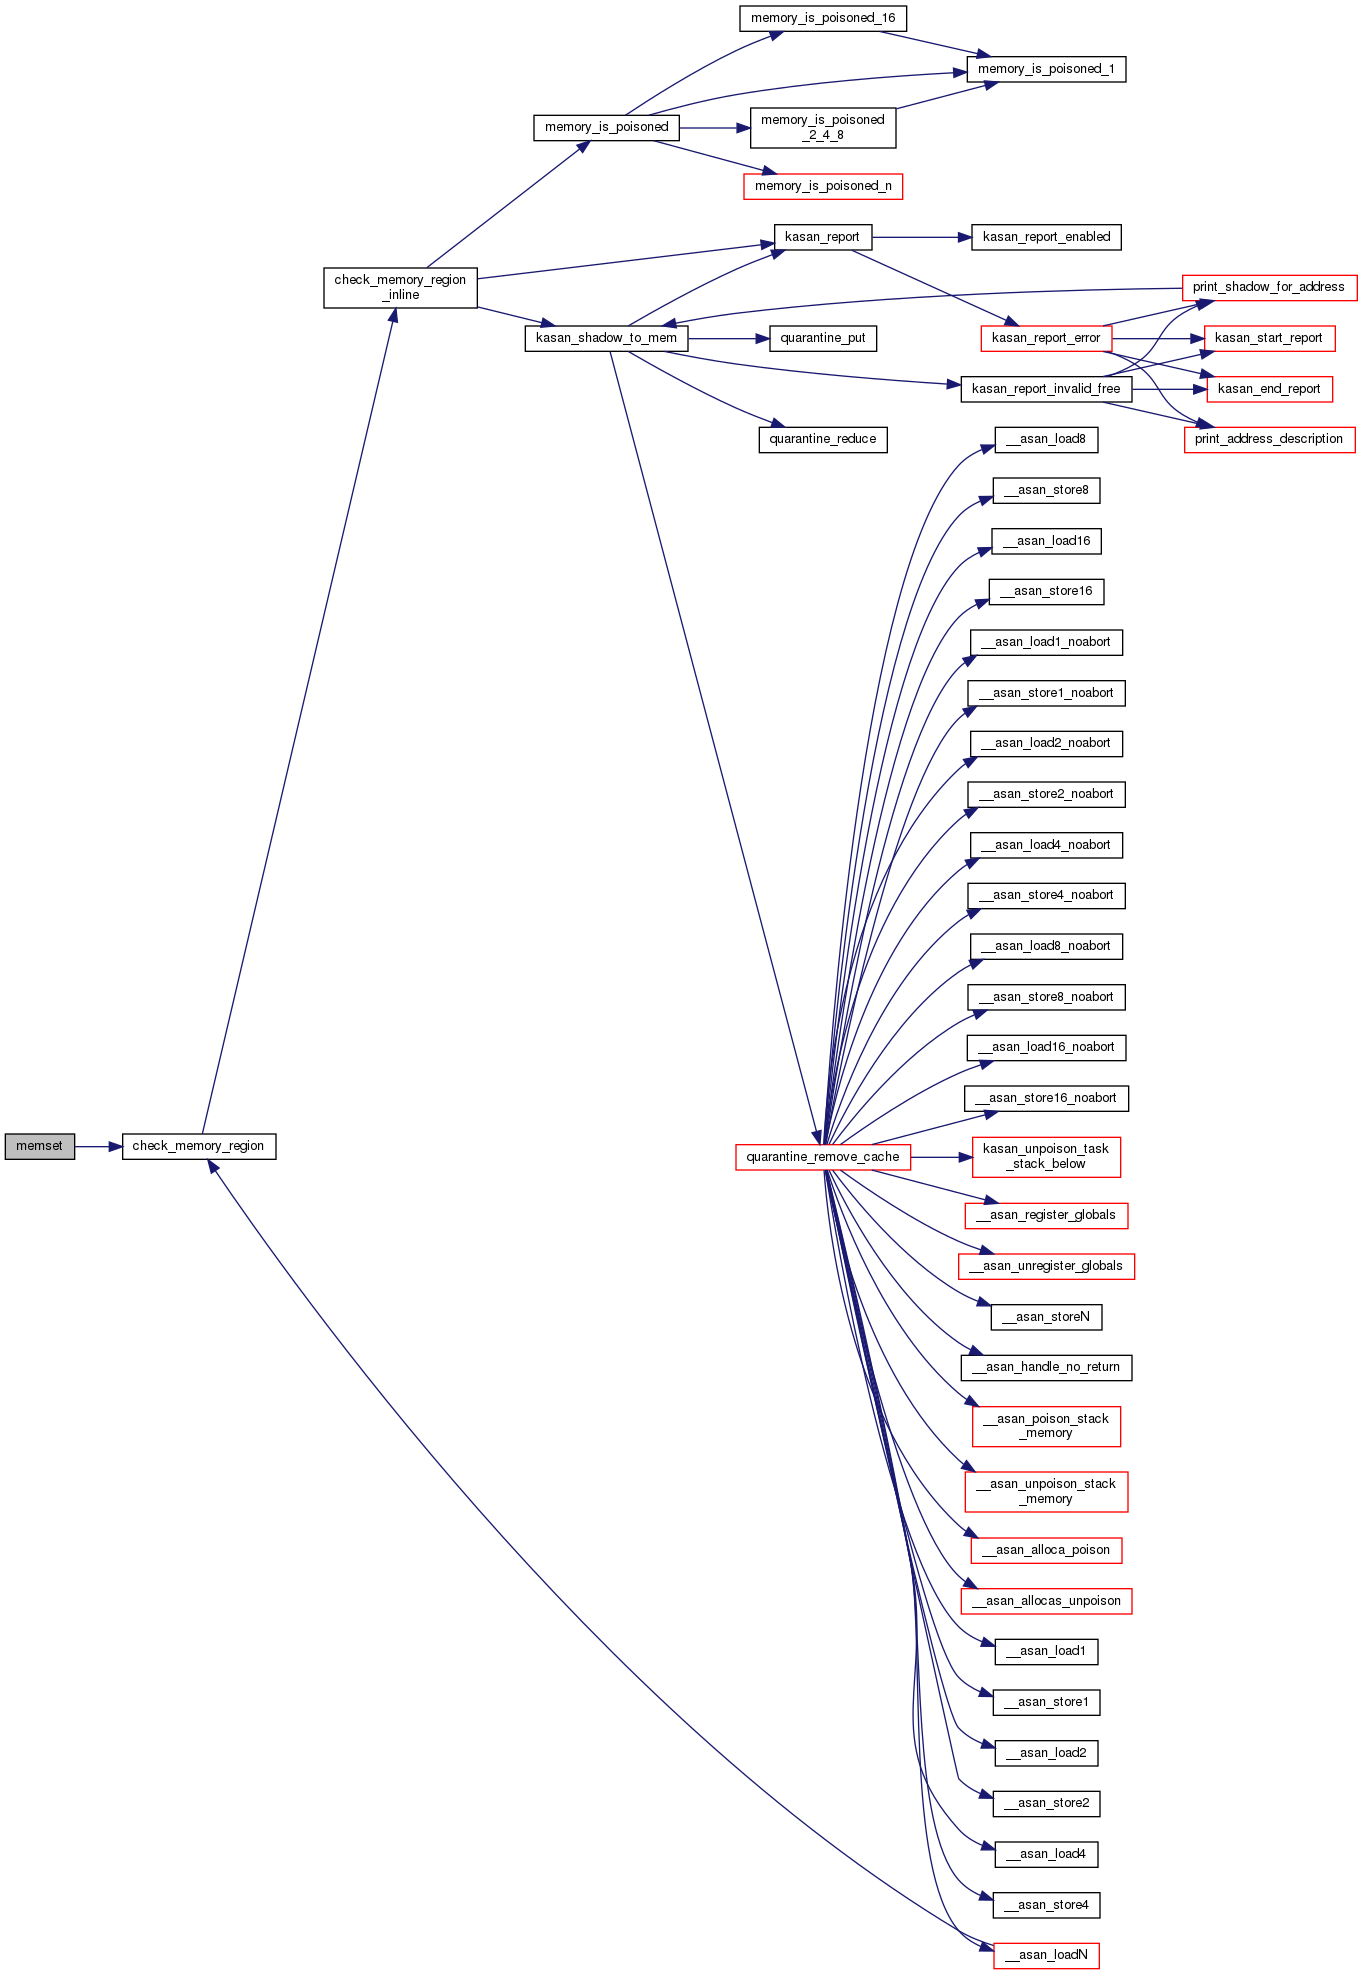 memory_is_poisoned_16
memory_is_poisoned_1
memory_is_poisoned
memory_is_poisoned
_2_4_8
memory_is_poisoned_n
kasan_report
kasan_report_enabled
check_memory_region
_inline
print_shadow_for_address
kasan_shadow_to_mem
quarantine_put
kasan_report_error
kasan_start_report
kasan_report_invalid_free
kasan_end_report
quarantine_reduce
__asan_load8
print_address_description
__asan_store8
__asan_load16
__asan_store16
__asan_load1_noabort
__asan_store1_noabort
__asan_load2_noabort
__asan_store2_noabort
__asan_load4_noabort
__asan_store4_noabort
__asan_load8_noabort
__asan_store8_noabort
__asan_load16_noabort
__asan_store16_noabort
memset
check_memory_region
quarantine_remove_cache
kasan_unpoison_task
_stack_below
__asan_register_globals
__asan_unregister_globals
__asan_storeN
__asan_handle_no_return
__asan_poison_stack
_memory
__asan_unpoison_stack
_memory
__asan_alloca_poison
__asan_allocas_unpoison
__asan_load1
__asan_store1
__asan_load2
__asan_store2
__asan_load4
__asan_store4
__asan_loadN